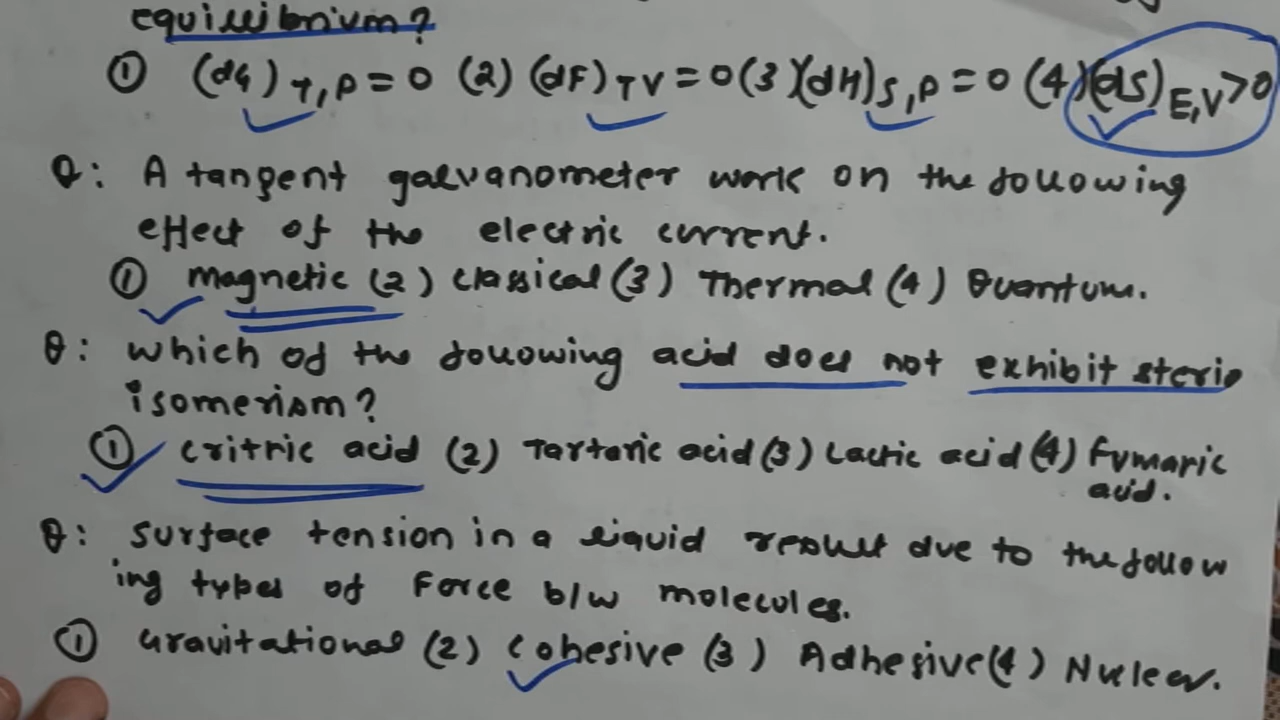 equillibrium?
① (dG)T,P = 0 (2) (dF)TV = 0 (3) (dH)S,P = 0 (4) (dS)E,V > 0
Q: A tangent galvanometer work on the following
effect of the electric current.
① magnetic (2) Classical (3) Thermal (4) Quantum.
Q: which of the following acid does not exhibit sterio
isomerism?
① critric acid (2) Tartaric acid (3) Lactic acid (4) Fumaric
acid.
Q: Surface tension in a liquid result due to the follow
ing types of Force b/w molecules.
① Gravitational (2) Cohesive (3) Adhesive (4) Nuclear.